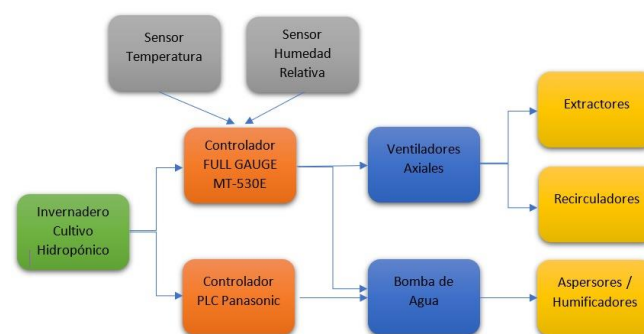 Sensor
Temperatura
Sensor
Humedad
Relativa
Controlador
FULL GAUGE
MT-530E
Ventiladores
Axiales
Extractores
Recirculadores
Invernadero
Cultivo
Hidropónico
Controlador
PLC Panasonic
Bomba de
Agua
Aspersores /
Humificadores